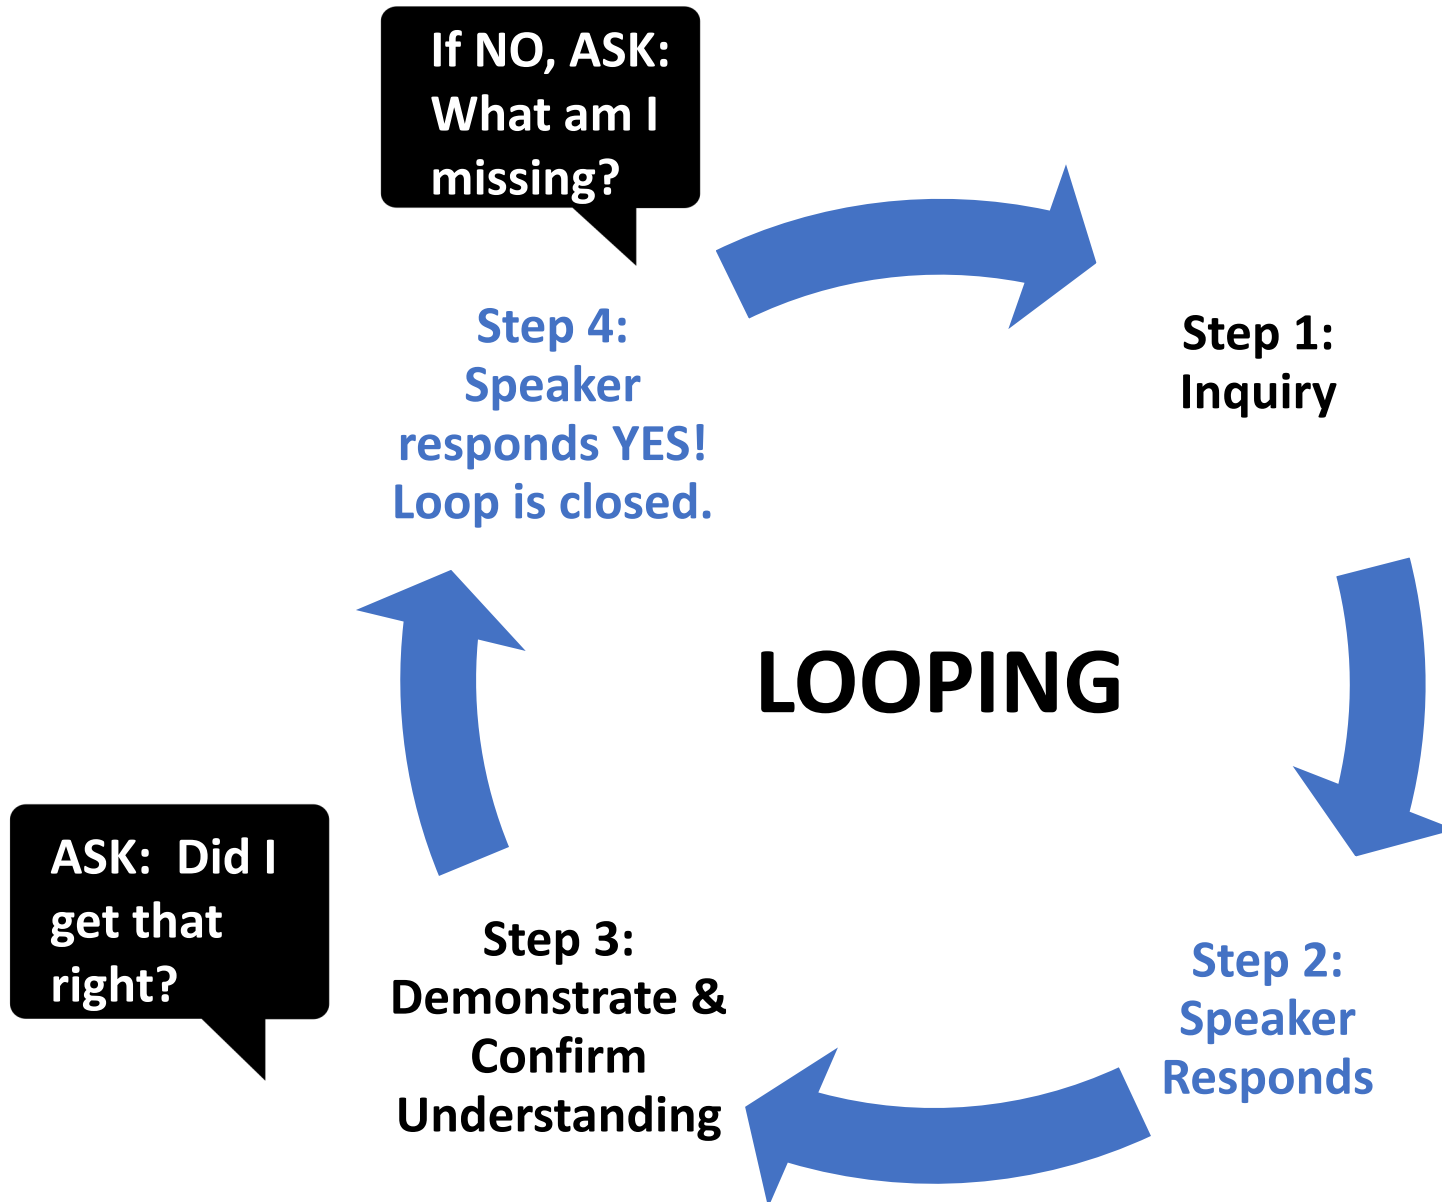 If NO, ASK:
What am I
missing?
Step 4:
Speaker
responds YES!
Loop is closed.
Step 1:
Inquiry
LOOPING
ASK:  Did I
get that
right?
Step 3:
Demonstrate &
Confirm
Understanding
Step 2:
Speaker
Responds